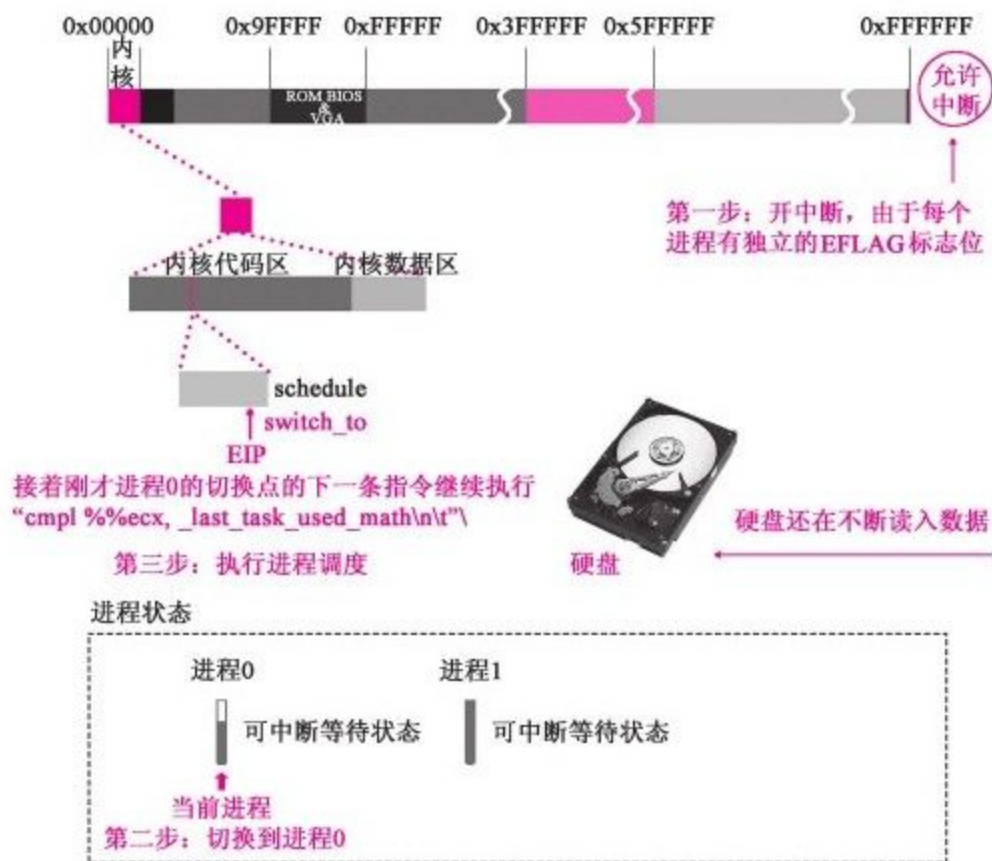 0x00000 0x9FFFF 0xFFFFF 0x3FFFFF 0x5FFFFF 0xFFFFFF
内核
ROM BIOS
&
VGA
允许
中断
第一步：开中断，由于每个
进程有独立的EFLAG标志位
内核代码区 内核数据区
schedule
switch_to
EIP
接着刚才进程0的切换点的下一条指令继续执行
“cmpl %%ecx, _last_task_used_math\n\t”\
第三步：执行进程调度
硬盘
硬盘还在不断读入数据
进程状态
进程0 进程1
可中断等待状态 可中断等待状态
当前进程
第二步：切换到进程0